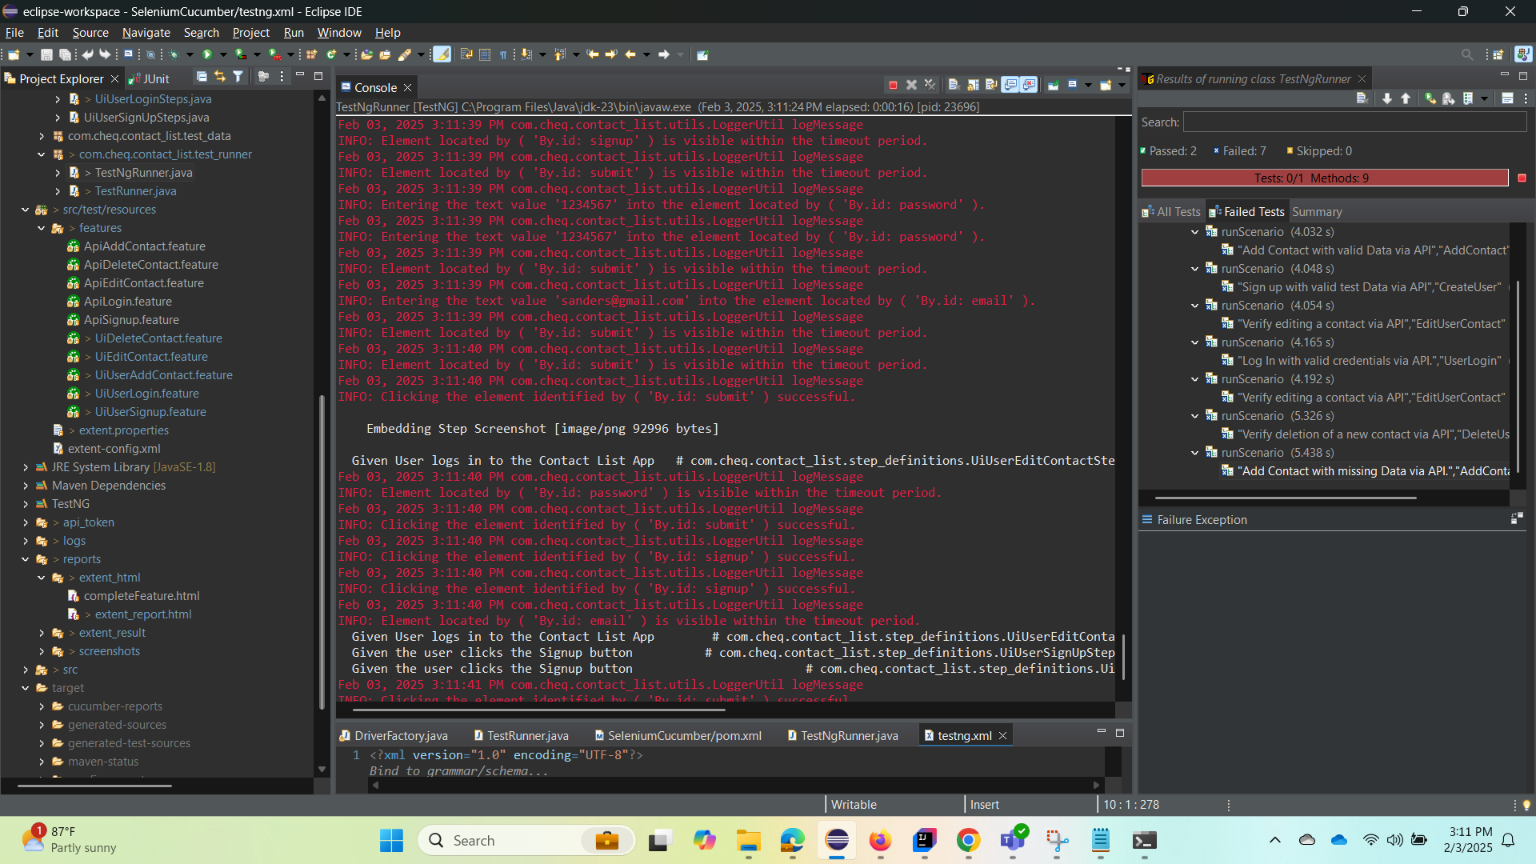 eclipse-workspace - SeleniumCucumber/testng.xml - Eclipse IDE
File Edit Source Navigate Search Project Run Window Help
Project Explorer JUnit
> UiUserLoginSteps.java
UiUserSignUpSteps.java
com.cheq.contact_list.test_data
> com.cheq.contact_list.test_runner
> TestNgRunner.java
> TestRunner.java
> src/test/resources
> features
ApiAddContact.feature
ApiDeleteContact.feature
ApiEditContact.feature
ApiLogin.feature
ApiSignup.feature
> UiDeleteContact.feature
> UiEditContact.feature
> UiUserAddContact.feature
> UiUserLogin.feature
> UiUserSignup.feature
> extent.properties
extent-config.xml
JRE System Library [JavaSE-1.8]
Maven Dependencies
TestNG
> api_token
> logs
> reports
> extent_html
completeFeature.html
> extent_report.html
> extent_result
> screenshots
> src
target
cucumber-reports
generated-sources
generated-test-sources
maven-status
Console
TestNgRunner [TestNG] C:\Program Files\Java\jdk-23\bin\javaw.exe (Feb 3, 2025, 3:11:24 PM elapsed: 0:00:16) [pid: 23696]
Feb 03, 2025 3:11:39 PM com.cheq.contact_list.utils.LoggerUtil logMessage
INFO: Element located by ( 'By.id: signup' ) is visible within the timeout period.
Feb 03, 2025 3:11:39 PM com.cheq.contact_list.utils.LoggerUtil logMessage
INFO: Element located by ( 'By.id: submit' ) is visible within the timeout period.
Feb 03, 2025 3:11:39 PM com.cheq.contact_list.utils.LoggerUtil logMessage
INFO: Entering the text value '1234567' into the element located by ( 'By.id: password' ).
Feb 03, 2025 3:11:39 PM com.cheq.contact_list.utils.LoggerUtil logMessage
INFO: Entering the text value '1234567' into the element located by ( 'By.id: password' ).
Feb 03, 2025 3:11:39 PM com.cheq.contact_list.utils.LoggerUtil logMessage
INFO: Element located by ( 'By.id: submit' ) is visible within the timeout period.
Feb 03, 2025 3:11:39 PM com.cheq.contact_list.utils.LoggerUtil logMessage
INFO: Entering the text value 'sanders@gmail.com' into the element located by ( 'By.id: email' ).
Feb 03, 2025 3:11:39 PM com.cheq.contact_list.utils.LoggerUtil logMessage
INFO: Element located by ( 'By.id: submit' ) is visible within the timeout period.
Feb 03, 2025 3:11:40 PM com.cheq.contact_list.utils.LoggerUtil logMessage
INFO: Element located by ( 'By.id: submit' ) is visible within the timeout period.
Feb 03, 2025 3:11:40 PM com.cheq.contact_list.utils.LoggerUtil logMessage
INFO: Clicking the element identified by ( 'By.id: submit' ) successful.
Embedding Step Screenshot [image/png 92996 bytes]
Given User logs in to the Contact List App # com.cheq.contact_list.step_definitions.UiUserEditContactSte
Feb 03, 2025 3:11:40 PM com.cheq.contact_list.utils.LoggerUtil logMessage
INFO: Element located by ( 'By.id: password' ) is visible within the timeout period.
Feb 03, 2025 3:11:40 PM com.cheq.contact_list.utils.LoggerUtil logMessage
INFO: Clicking the element identified by ( 'By.id: submit' ) successful.
Feb 03, 2025 3:11:40 PM com.cheq.contact_list.utils.LoggerUtil logMessage
INFO: Clicking the element identified by ( 'By.id: signup' ) successful.
Feb 03, 2025 3:11:40 PM com.cheq.contact_list.utils.LoggerUtil logMessage
INFO: Clicking the element identified by ( 'By.id: signup' ) successful.
Feb 03, 2025 3:11:40 PM com.cheq.contact_list.utils.LoggerUtil logMessage
INFO: Element located by ( 'By.id: email' ) is visible within the timeout period.
Given User logs in to the Contact List App # com.cheq.contact_list.step_definitions.UiUserEditConta
Given the user clicks the Signup button # com.cheq.contact_list.step_definitions.UiUserSignUpStep
Given the user clicks the Signup button # com.cheq.contact_list.step_definitions.Ui
Feb 03, 2025 3:11:41 PM com.cheq.contact_list.utils.LoggerUtil logMessage
INFO: Clicking the element identified by ( 'By.id: submit' ) successful.
DriverFactory.java TestRunner.java SeleniumCucumber/pom.xml TestNgRunner.java testng.xml
1 <?xml version="1.0" encoding="UTF-8"?>
Bind to grammar/schema...
Results of running class TestNgRunner
Search:
Passed: 2 Failed: 7 Skipped: 0
Tests: 0/1 Methods: 9
All Tests Failed Tests Summary
runScenario (4.032 s)
"Add Contact with valid Data via API","AddContact"
runScenario (4.048 s)
"Sign up with valid test Data via API","CreateUser"
runScenario (4.054 s)
"Verify editing a contact via API","EditUserContact"
runScenario (4.165 s)
"Log In with valid credentials via API.","UserLogin"
runScenario (4.192 s)
"Verify editing a contact via API","EditUserContact"
runScenario (5.326 s)
"Verify deletion of a new contact via API","DeleteUs
runScenario (5.438 s)
"Add Contact with missing Data via API.","AddConta
Failure Exception
Writable Insert 10 : 1 : 278
1
87°F
Partly sunny
Search
3:11 PM
2/3/2025